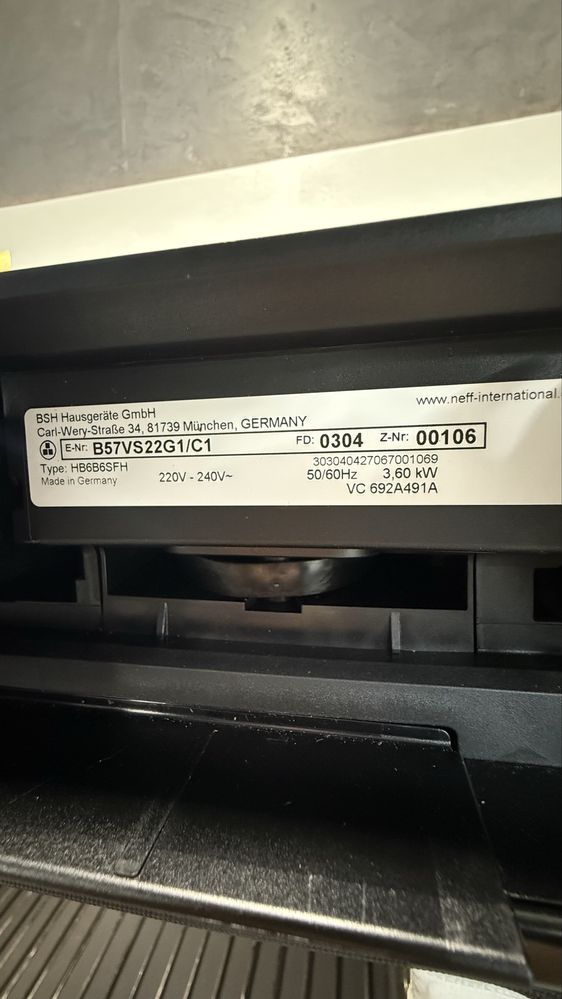 BSH Hausgeräte GmbH
www.neff-international.
Carl-Wery-Straße 34, 81739 München, GERMANY
E-Nr: B57VS22G1/C1 FD: 0304 Z-Nr: 00106
303040427067001069
Type: HB6B6SFH 220V - 240V~ 50/60Hz 3,60 kW
Made in Germany VC 692A491A